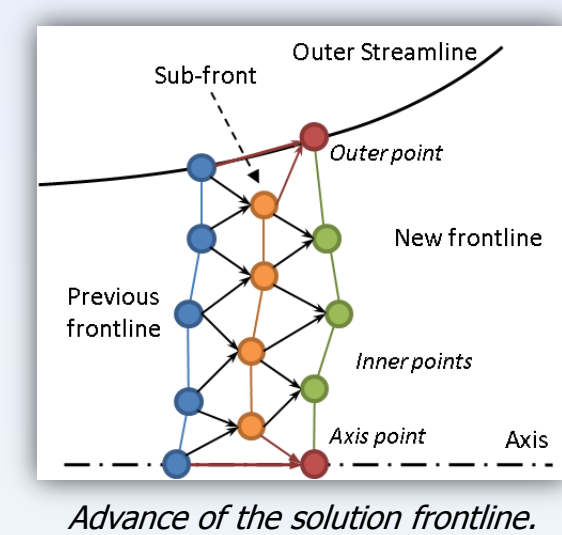 Outer Streamline
Sub-front
Outer point
New frontline
Previous
frontline
Inner points
Axis point
Axis
Advance of the solution frontline.